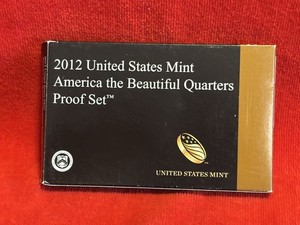 2012 United States Mint
America the Beautiful Quarters
Proof Set™
UNITED STATES MINT